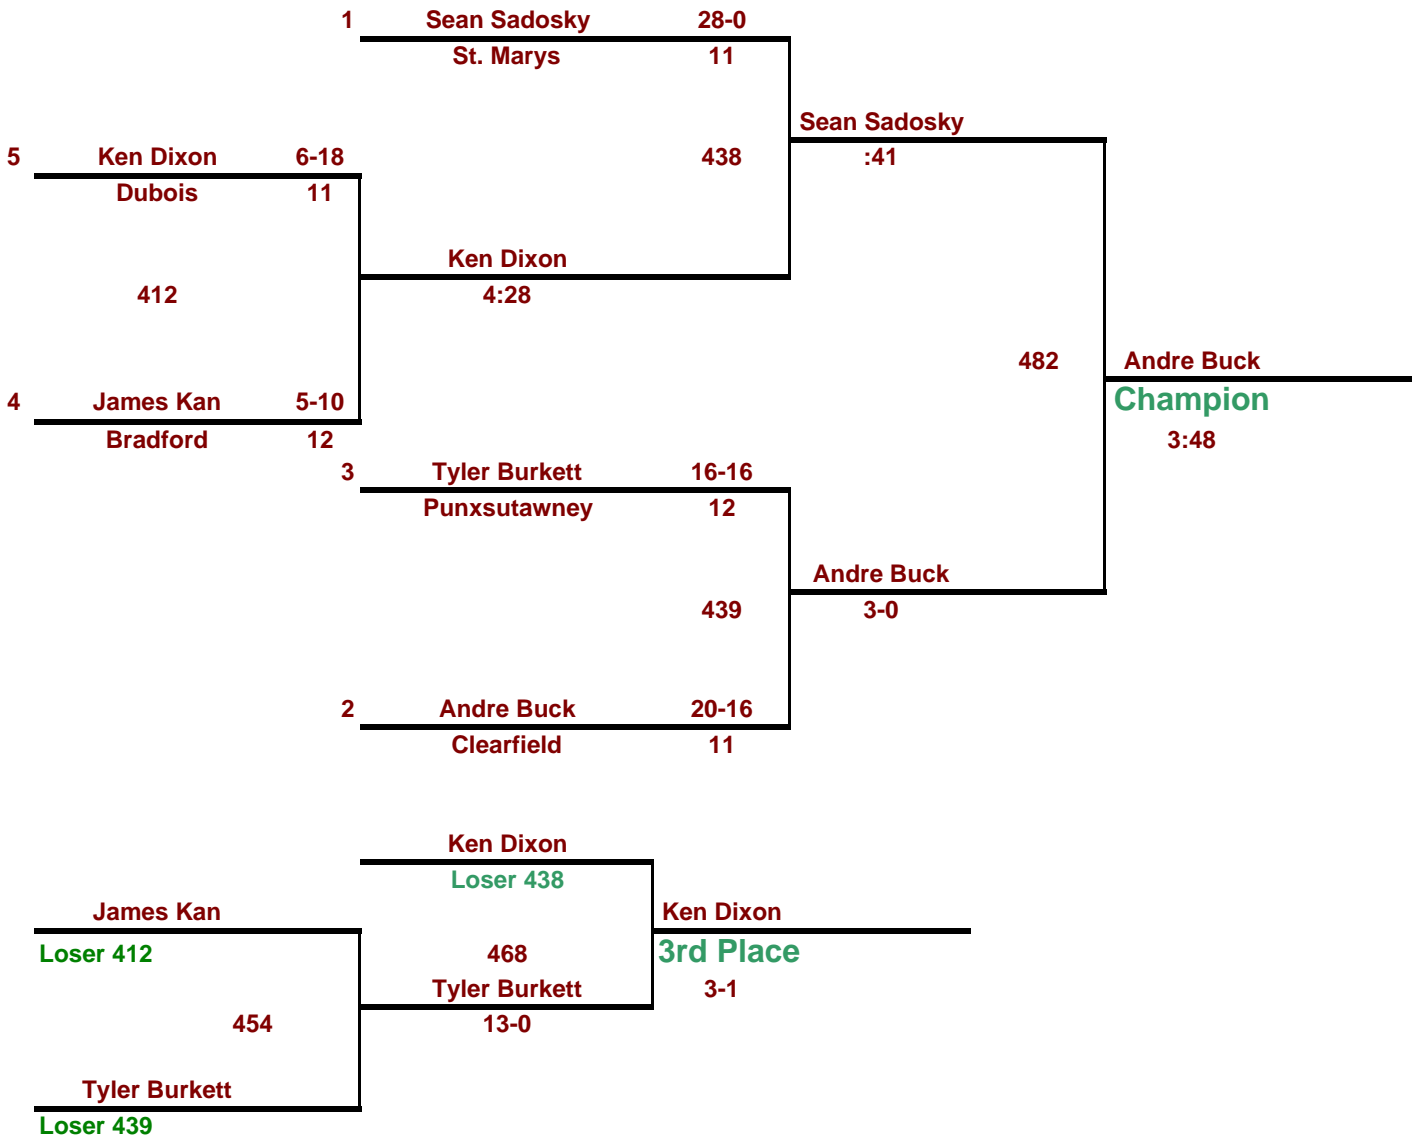 1 Sean Sadosky 28-0
St. Marys 11
Sean Sadosky
5 Ken Dixon 6-18 438 :41
Dubois 11
Ken Dixon
412 4:28
482 Andre Buck
4 James Kan 5-10 Champion
Bradford 12 3:48
3 Tyler Burkett 16-16
Punxsutawney 12
Andre Buck
439 3-0
2 Andre Buck 20-16
Clearfield 11
Ken Dixon
Loser 438
James Kan Ken Dixon
Loser 412 468 3rd Place
Tyler Burkett 3-1
454 13-0
Tyler Burkett
Loser 439